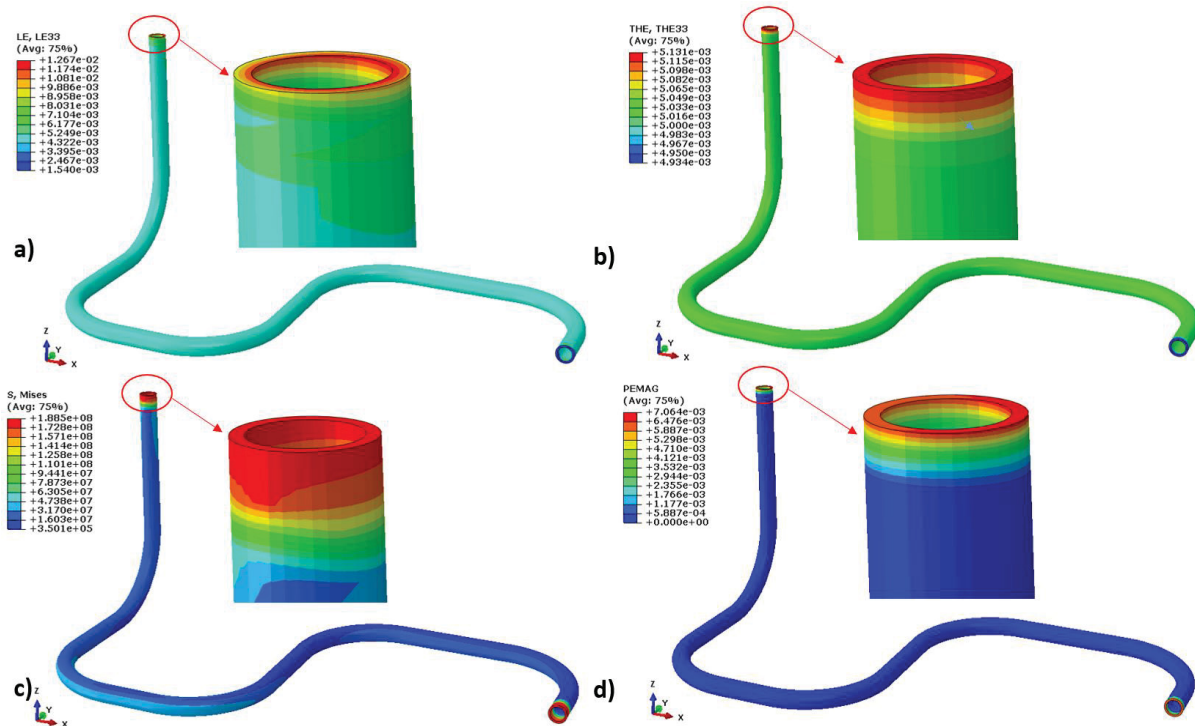 LE, LE33
(Avg: 75%)
+1.267e-02
+1.174e-02
+1.081e-02
+9.886e-03
+8.958e-03
+8.031e-03
+7.104e-03
+6.177e-03
+5.249e-03
+4.322e-03
+3.395e-03
+2.467e-03
+1.540e-03
a)
Z
Y
X
THE, THE33
(Avg: 75%)
+5.131e-03
+5.115e-03
+5.098e-03
+5.082e-03
+5.065e-03
+5.049e-03
+5.033e-03
+5.016e-03
+5.000e-03
+4.983e-03
+4.967e-03
+4.950e-03
+4.934e-03
b)
Z
Y
X
S, Mises
(Avg: 75%)
+1.885e+08
+1.728e+08
+1.571e+08
+1.414e+08
+1.258e+08
+1.101e+08
+9.441e+07
+7.873e+07
+6.305e+07
+4.738e+07
+3.170e+07
+1.603e+07
+3.501e+05
c)
Z
Y
X
PEMAG
(Avg: 75%)
+7.064e-03
+6.476e-03
+5.887e-03
+5.298e-03
+4.710e-03
+4.121e-03
+3.532e-03
+2.944e-03
+2.355e-03
+1.766e-03
+1.177e-03
+5.887e-04
+0.000e+00
d)
Z
Y
X